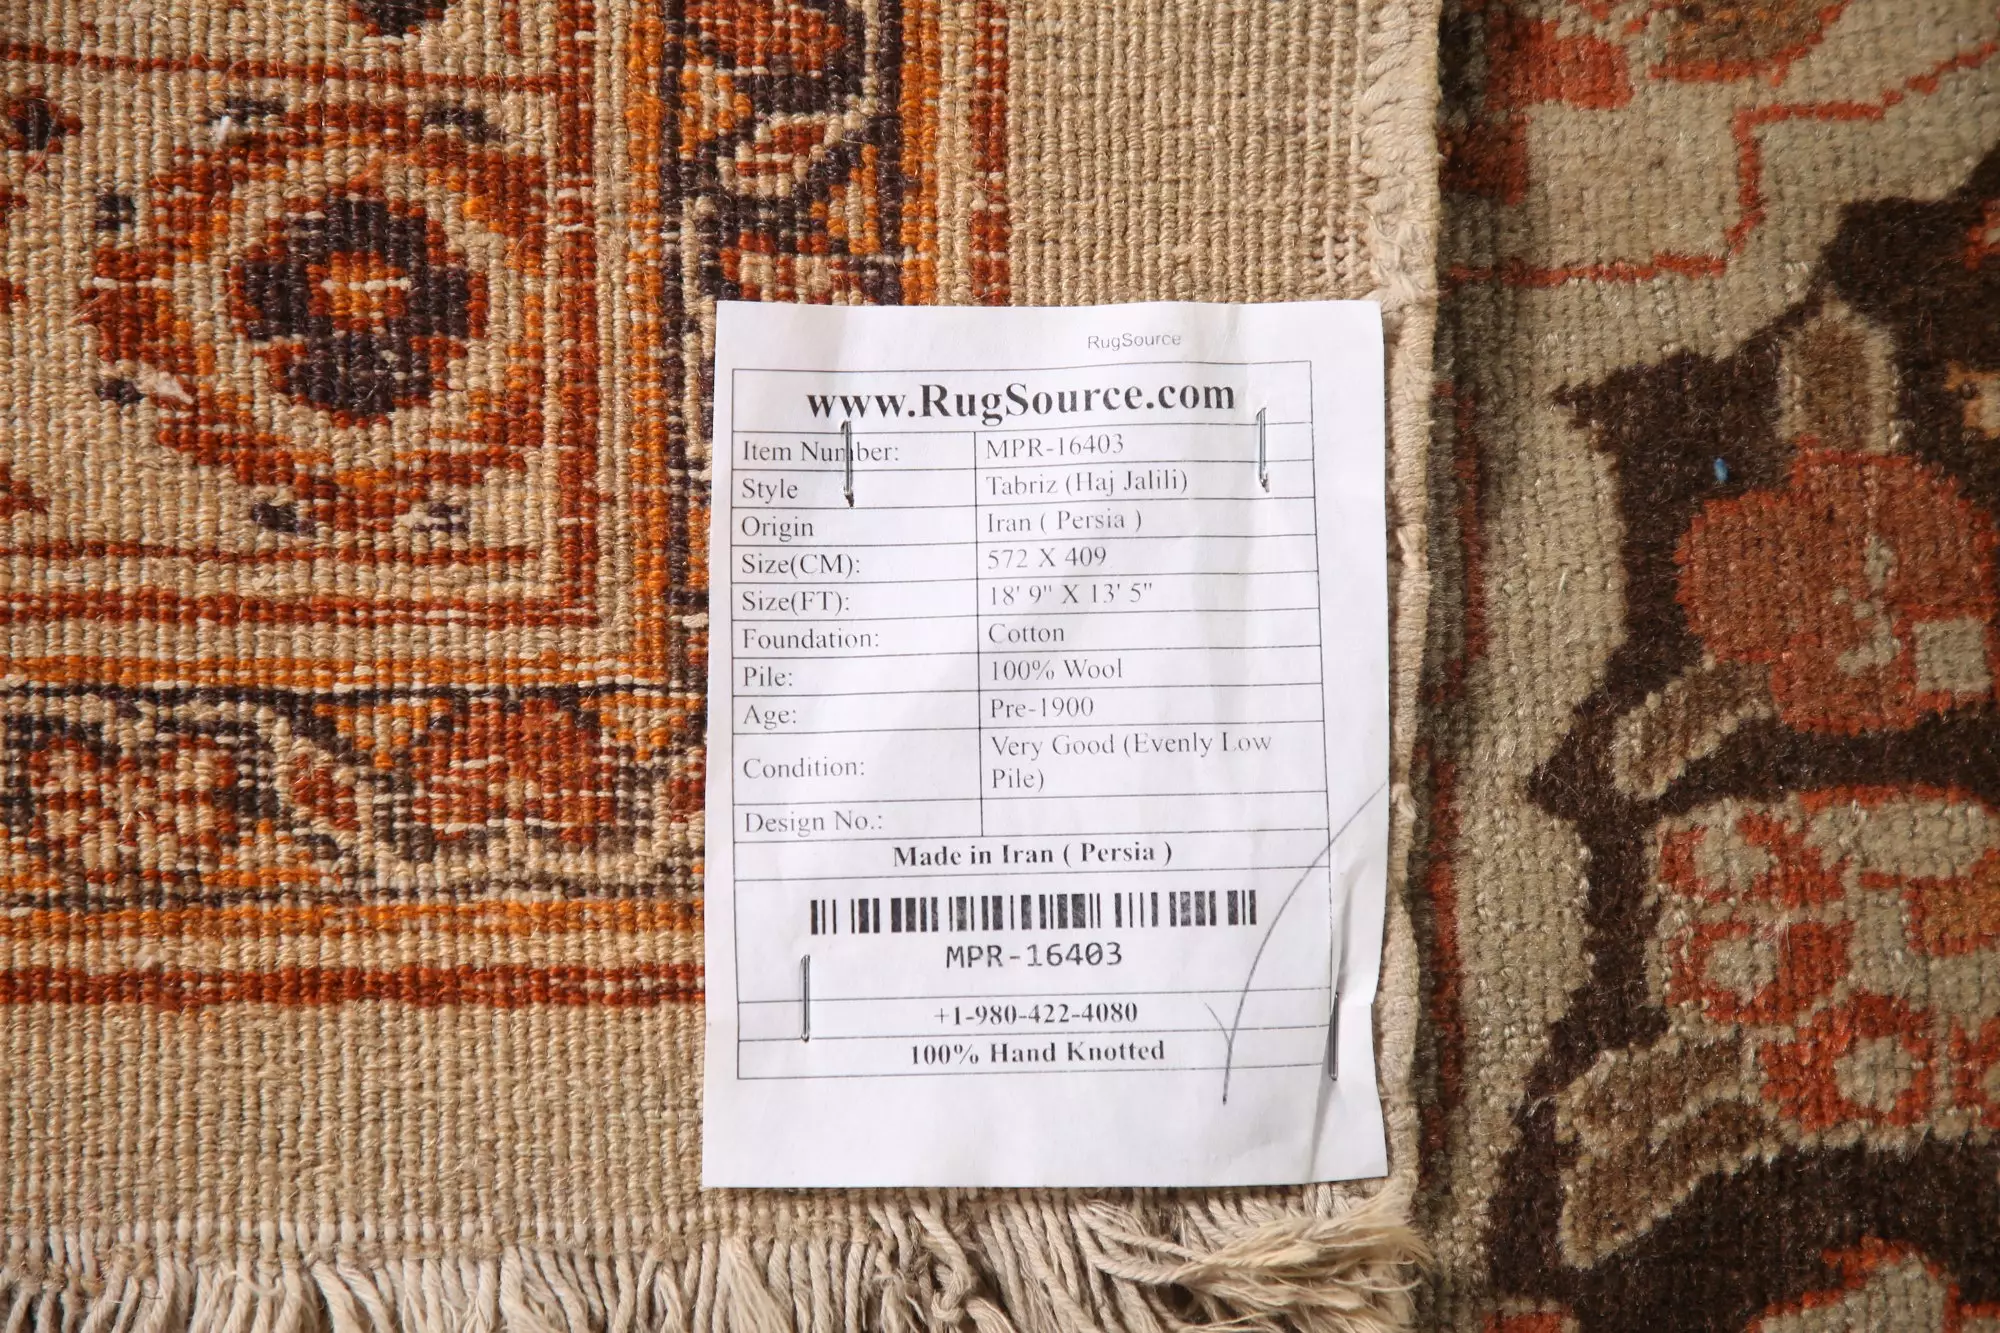 RugSource
www.RugSource.com
Item Number: MPR-16403
Style Tabriz (Haj Jalili)
Origin Iran ( Persia )
Size(CM): 572 X 409
Size(FT): 18' 9" X 13' 5"
Foundation: Cotton
Pile: 100% Wool
Age: Pre-1900
Condition: Very Good (Evenly Low
Pile)
Design No.:
Made in Iran ( Persia )
MPR-16403
+1-980-422-4080
100% Hand Knotted